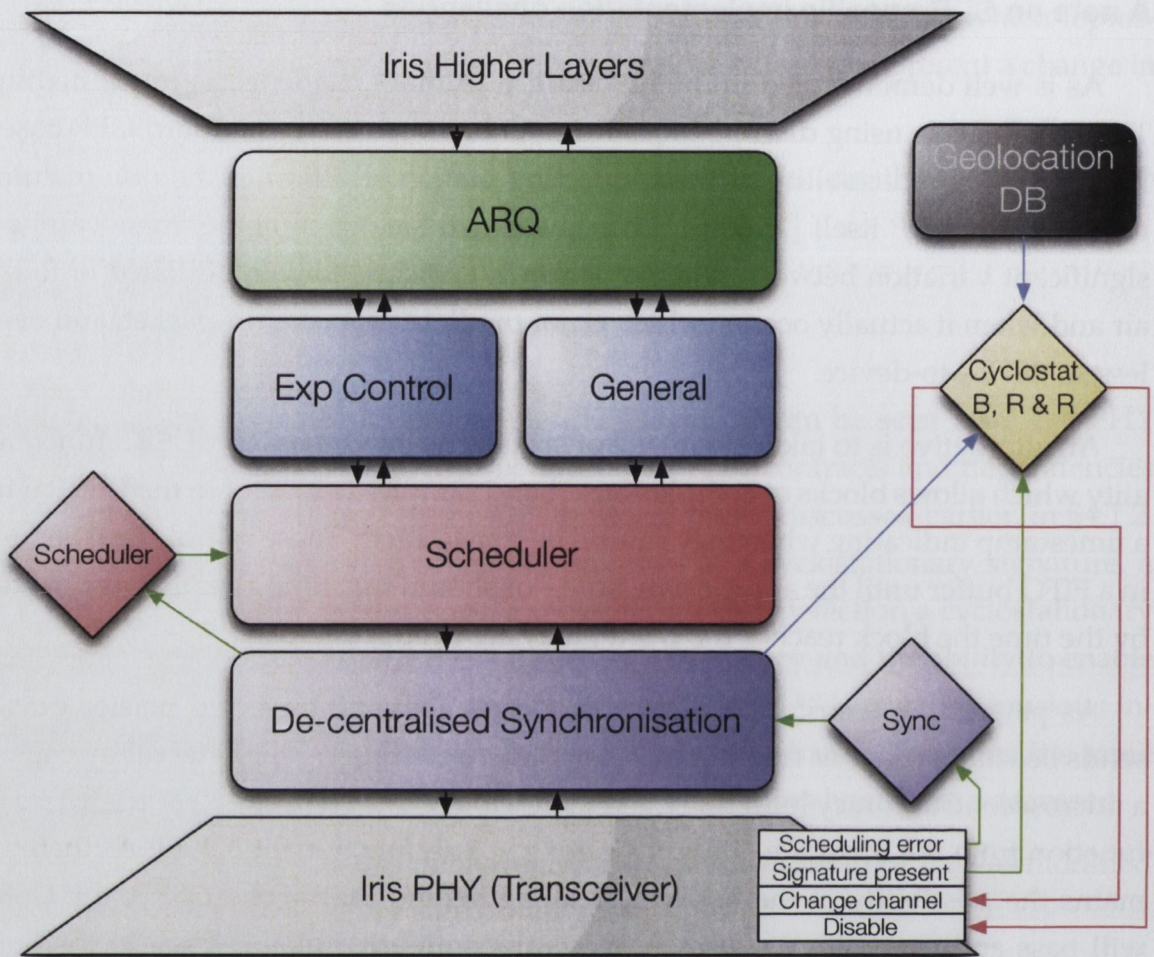 Iris Higher Layers
ARQ
Geolocation
DB
Exp Control
General
Cyclostat
B, R & R
Scheduler
Scheduler
De-centralised Synchronisation
Sync
Iris PHY (Transceiver)
Scheduling error
Signature present
Change channel
Disable